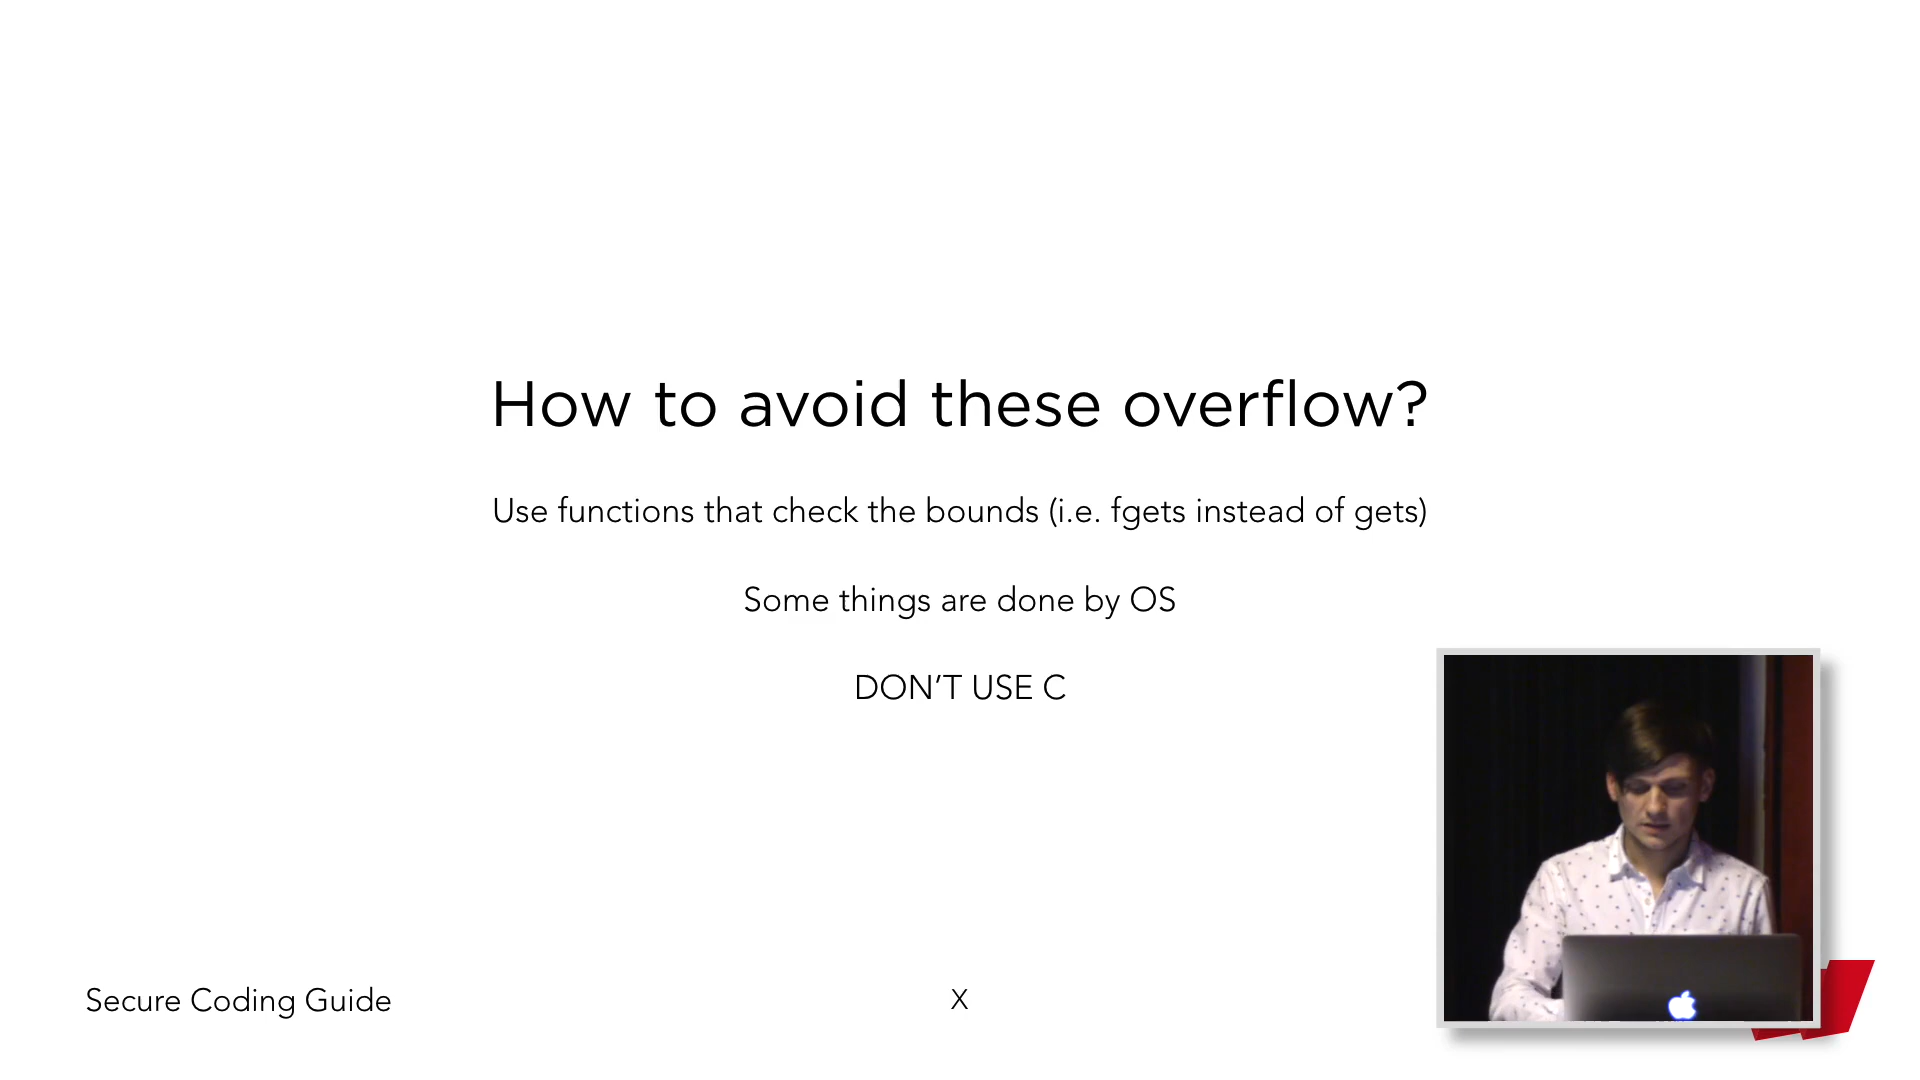 How to avoid these overflow?
Use functions that check the bounds (i.e. fgets instead of gets)
Some things are done by OS
DON’T USE C
Secure Coding Guide
X